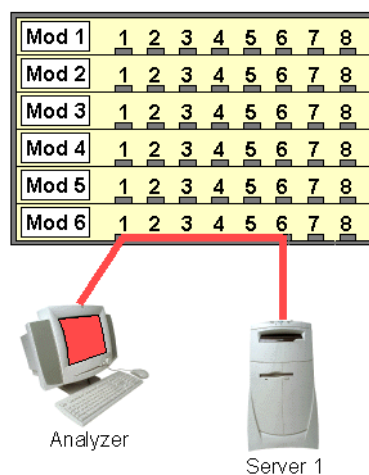 Mod 1 1 2 3 4 5 6 7 8
Mod 2 1 2 3 4 5 6 7 8
Mod 3 1 2 3 4 5 6 7 8
Mod 4 1 2 3 4 5 6 7 8
Mod 5 1 2 3 4 5 6 7 8
Mod 6 1 2 3 4 5 6 7 8
Analyzer
Server 1